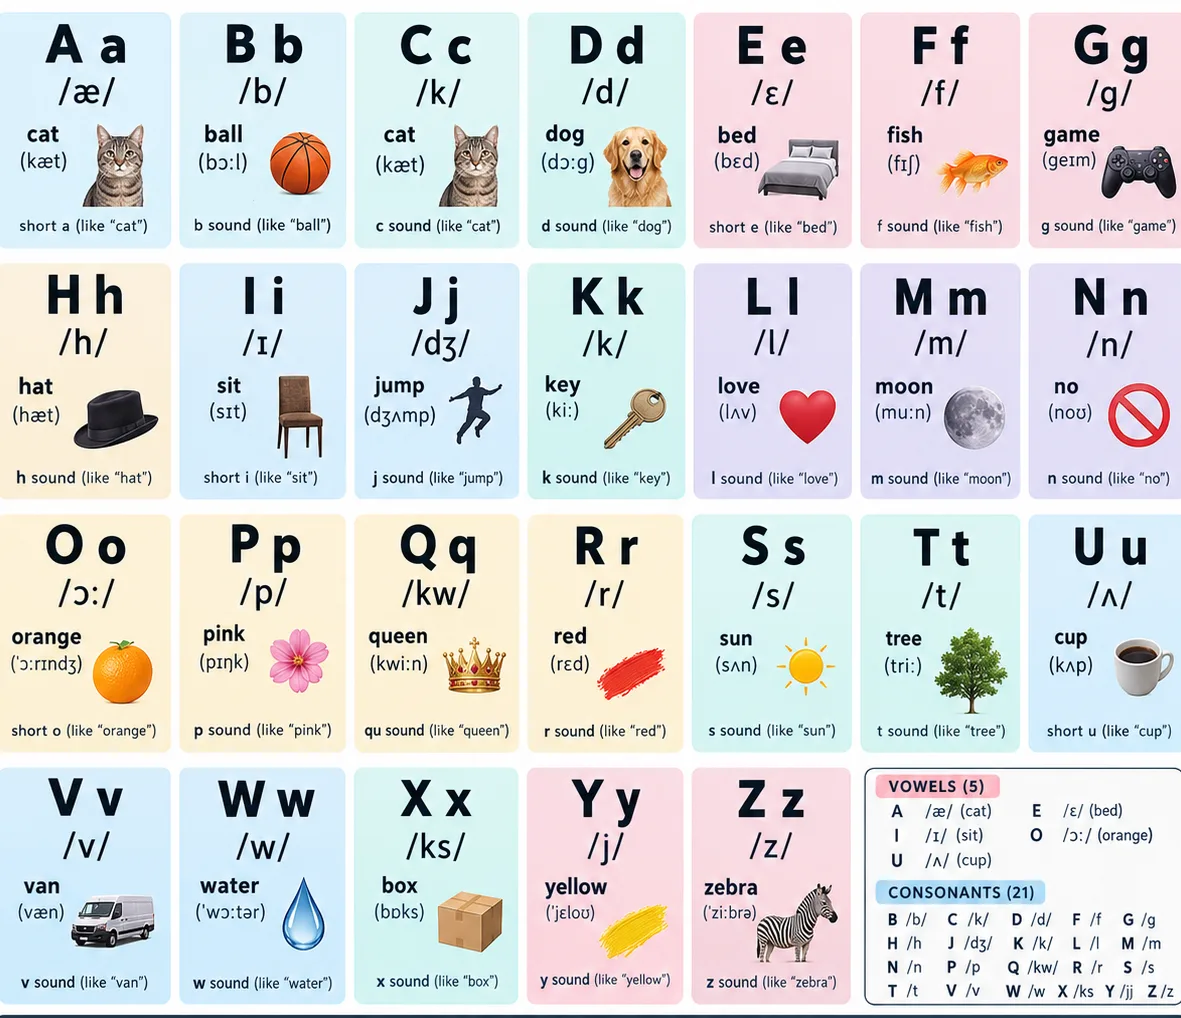 A a
/æ/
cat
(kæt)
short a (like “cat”)
B b
/b/
ball
(bɔːl)
b sound (like “ball”)
C c
/k/
cat
(kæt)
c sound (like “cat”)
D d
/d/
dog
(dɔːg)
d sound (like “dog”)
E e
/ɛ/
bed
(bɛd)
short e (like “bed”)
F f
/f/
fish
(fɪʃ)
f sound (like “fish”)
G g
/g/
game
(geɪm)
g sound (like “game”)
H h
/h/
hat
(hæt)
h sound (like “hat”)
I i
/ɪ/
sit
(sɪt)
short i (like “sit”)
J j
/dʒ/
jump
(dʒʌmp)
j sound (like “jump”)
K k
/k/
key
(kiː)
k sound (like “key”)
L l
/l/
love
(lʌv)
l sound (like “love”)
M m
/m/
moon
(muːn)
m sound (like “moon”)
N n
/n/
no
(noʊ)
n sound (like “no”)
O o
/ɔː/
orange
(ˈɔːrɪndʒ)
short o (like “orange”)
P p
/p/
pink
(pɪŋk)
p sound (like “pink”)
Q q
/kw/
queen
(kwiːn)
qu sound (like “queen”)
R r
/r/
red
(rɛd)
r sound (like “red”)
S s
/s/
sun
(sʌn)
s sound (like “sun”)
T t
/t/
tree
(triː)
t sound (like “tree”)
U u
/ʌ/
cup
(kʌp)
short u (like “cup”)
V v
/v/
van
(væn)
v sound (like “van”)
W w
/w/
water
(ˈwɔːtər)
w sound (like “water”)
X x
/ks/
box
(bɒks)
x sound (like “box”)
Y y
/j/
yellow
(ˈjɛloʊ)
y sound (like “yellow”)
Z z
/z/
zebra
(ˈziːbrə)
z sound (like “zebra”)
VOWELS (5)
A /æ/ (cat) E /ɛ/ (bed)
I /ɪ/ (sit) O /ɔː/ (orange)
U /ʌ/ (cup)
CONSONANTS (21)
B /b/ C /k/ D /d/ F /f G /g
H /h J /dʒ/ K /k/ L /l M /m
N /n P /p Q /kw/ R /r S /s
T /t V /v W /w X /ks Y /jj Z /z